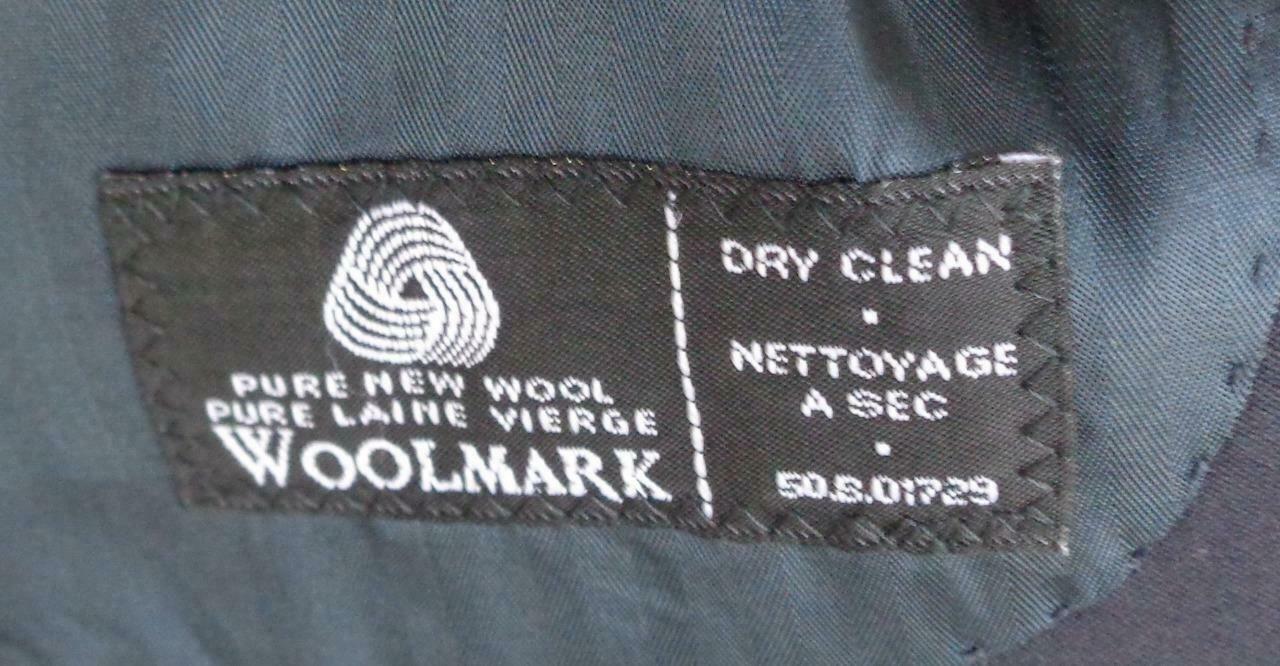 PURE NEW WOOL
PURE LAINE VIERGE
WOOLMARK
DRY CLEAN
.
NETTOYAGE
A SEC
.
50.6.01729